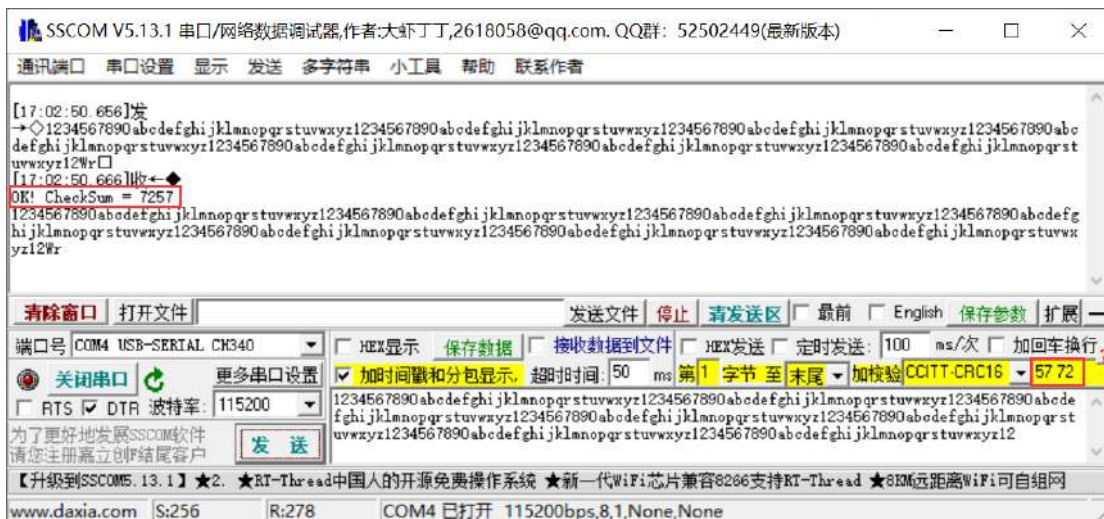 SSCOM V5.13.1 串口/网络数据调试器,作者:大虾丁丁,2618058@qq.com. QQ群: 52502449(最新版本)
通讯端口 串口设置 显示 发送 多字符串 小工具 帮助 联系作者
[17:02:50.656]发
→◇1234567890abcdefghijklmnopqrstuvwxyz1234567890abcdefghijklmnopqrstuvwxyz1234567890abcdefghijklmnopqrstuvwxyz1234567890abc
defghijklmnopqrstuvwxyz1234567890abcdefghijklmnopqrstuvwxyz1234567890abcdefghijklmnopqrstuvwxyz1234567890abcdefghijklmnopqrst
uvwxyz12Wr□
[17:02:50.666]收←◆
OK! CheckSum = 7257
1234567890abcdefghijklmnopqrstuvwxyz1234567890abcdefghijklmnopqrstuvwxyz1234567890abcdefghijklmnopqrstuvwxyz1234567890abcdefg
hijklmnopqrstuvwxyz1234567890abcdefghijklmnopqrstuvwxyz1234567890abcdefghijklmnopqrstuvwxyz1234567890abcdefghijklmnopqrstuvwx
yz12Wr
清除窗口 打开文件 发送文件 停止 清发送区 最前 English 保存参数 扩展 —
端口号 COM4 USB-SERIAL CH340 HEX显示 保存数据 接收数据到文件 HEX发送 定时发送: 100 ms/次 加回车换行
关闭串口 更多串口设置 加时间戳和分包显示, 超时时间: 50 ms 第 1 字节 至 末尾 加校验 CCITT-CRC16 57 72
RTS DTR 波特率: 115200 1234567890abcdefghijklmnopqrstuvwxyz1234567890abcdefghijklmnopqrstuvwxyz1234567890abcdefghijklmnopqrstuvwxyz1234567890abcde
fghijklmnopqrstuvwxyz1234567890abcdefghijklmnopqrstuvwxyz1234567890abcdefghijklmnopqrstuvwxyz1234567890abcdefghijklmnopqrst
为了更好地发展SSCOM软件 发 送 uvwxyz1234567890abcdefghijklmnopqrstuvwxyz1234567890abcdefghijklmnopqrstuvwxyz12
请您注册嘉立创F结尾客户
【升级到SSCOM5.13.1】★2. ★RT-Thread中国人的开源免费操作系统 ★新一代WiFi芯片兼容8266支持RT-Thread ★8KM远距离WiFi可自组网
www.daxia.com S:256 R:278 COM4 已打开 115200bps,8,1,None,None